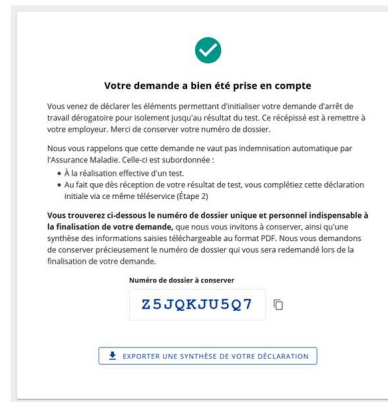 Votre demande a bien été prise en compte
Vous venez de déclarer les éléments permettant d'initialiser votre demande d'arrêt de
travail dérogatoire pour isolement jusqu'au résultat du test. Ce récépissé est à remettre à
votre employeur. Merci de conserver votre numéro de dossier.
Nous vous rappelons que cette demande ne vaut pas indemnisation automatique par
l'Assurance Maladie. Celle-ci est subordonnée :
• À la réalisation effective d'un test.
• Au fait que dès réception de votre résultat de test, vous complétiez cette déclaration
initiale via ce même téléservice (Étape 2)
Vous trouverez ci-dessous le numéro de dossier unique et personnel indispensable à
la finalisation de votre demande, que nous vous invitons à conserver, ainsi qu'une
synthèse des informations saisies téléchargeable au format PDF. Nous vous demandons
de conserver précieusement le numéro de dossier qui vous sera redemandé lors de la
finalisation de votre demande.
Numéro de dossier à conserver
Z5JQKJU5Q7
EXPORTER UNE SYNTHÈSE DE VOTRE DÉCLARATION